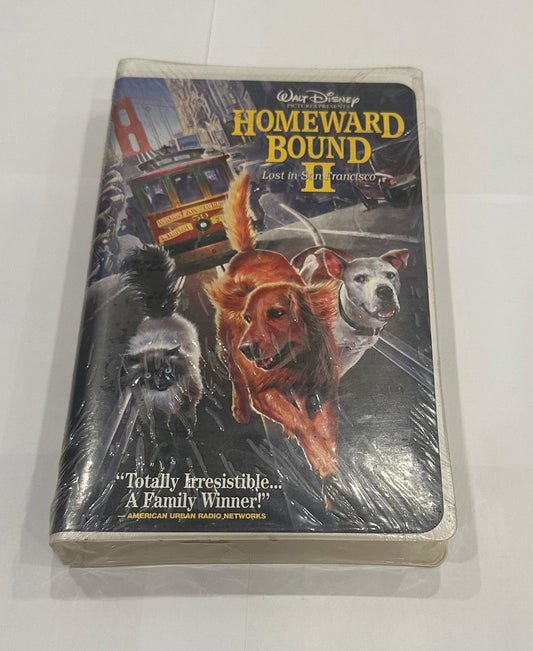 Walt Disney
PICTURES PRESENTS
HOMEWARD
BOUND
II
Lost in San Francisco
59
"Totally Irresistible...
A Family Winner!"
— AMERICAN URBAN RADIO NETWORKS